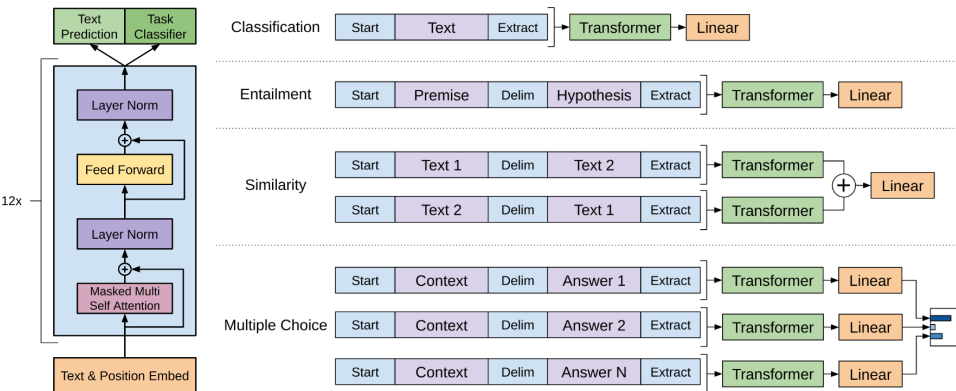 Text
Prediction
Task
Classifier
Layer Norm
Feed Forward
12x
Layer Norm
Masked Multi
Self Attention
Text & Position Embed
Classification
Start Text Extract Transformer Linear
Entailment
Start Premise Delim Hypothesis Extract Transformer Linear
Similarity
Start Text 1 Delim Text 2 Extract Transformer
+ Linear
Start Text 2 Delim Text 1 Extract Transformer
Multiple Choice
Start Context Delim Answer 1 Extract Transformer Linear
Start Context Delim Answer 2 Extract Transformer Linear
Start Context Delim Answer N Extract Transformer Linear